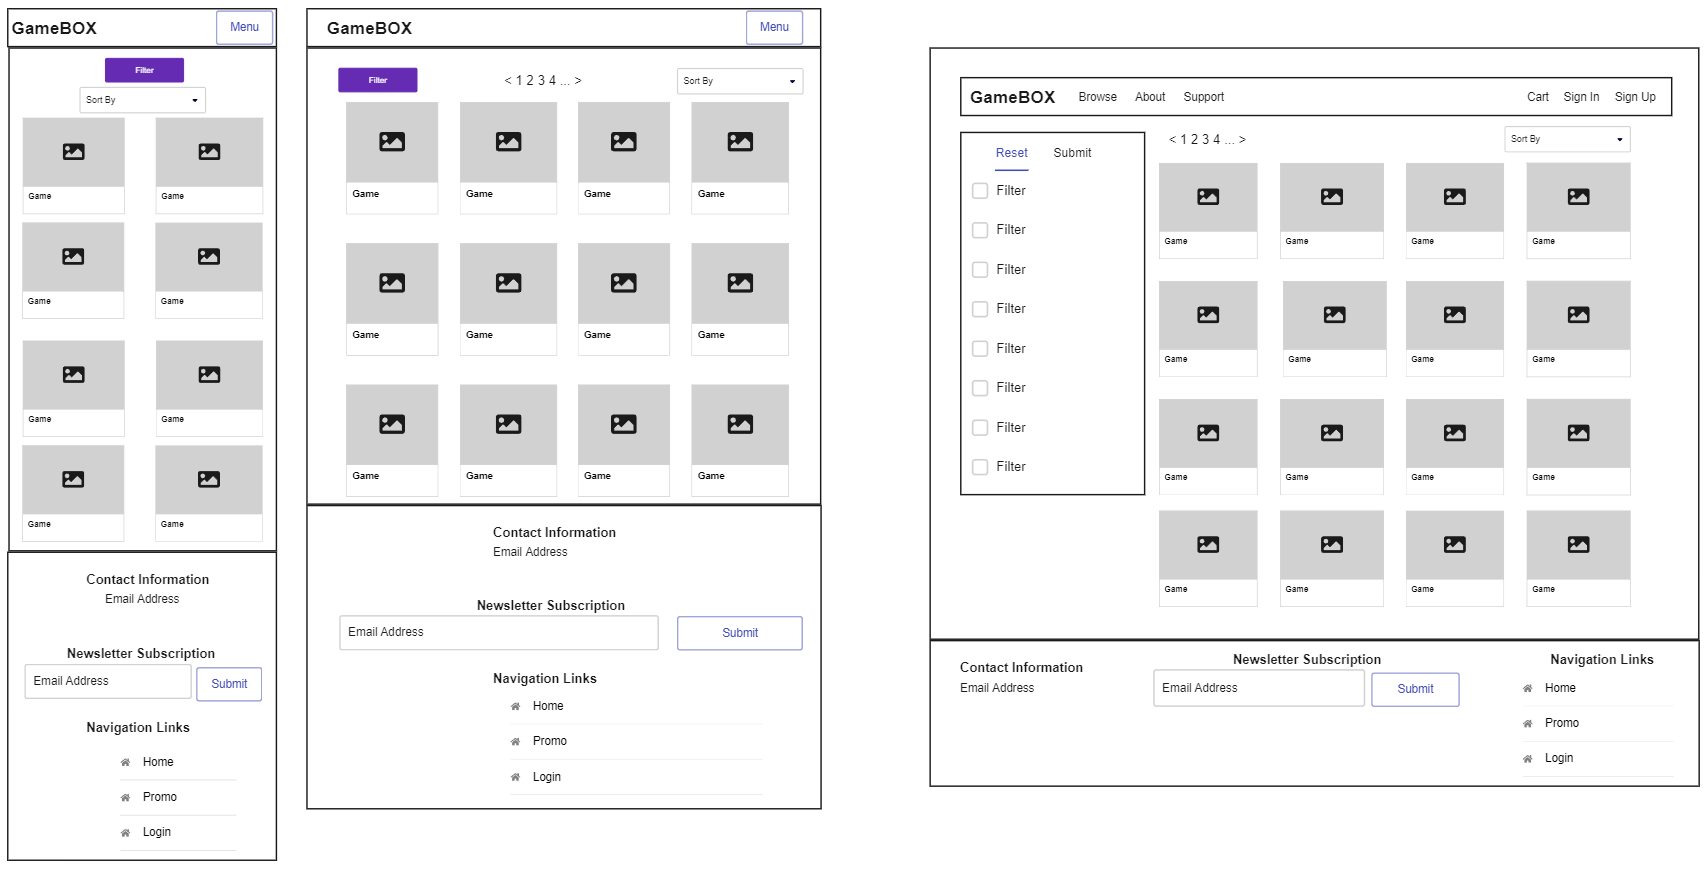 GameBOX Menu
Filter
Sort By
Game Game
Game Game
Game Game
Game Game
Contact Information
Email Address
Newsletter Subscription
Email Address Submit
Navigation Links
Home
Promo
Login
GameBOX Menu
Filter < 1 2 3 4 ... > Sort By
Game Game Game Game
Game Game Game Game
Game Game Game Game
Contact Information
Email Address
Newsletter Subscription
Email Address Submit
Navigation Links
Home
Promo
Login
GameBOX Browse About Support Cart Sign In Sign Up
Reset Submit
Filter
Filter
Filter
Filter
Filter
Filter
Filter
Filter
< 1 2 3 4 ... > Sort By
Game Game Game Game
Game Game Game Game
Game Game Game Game
Game Game Game Game
Contact Information
Email Address
Newsletter Subscription
Email Address Submit
Navigation Links
Home
Promo
Login